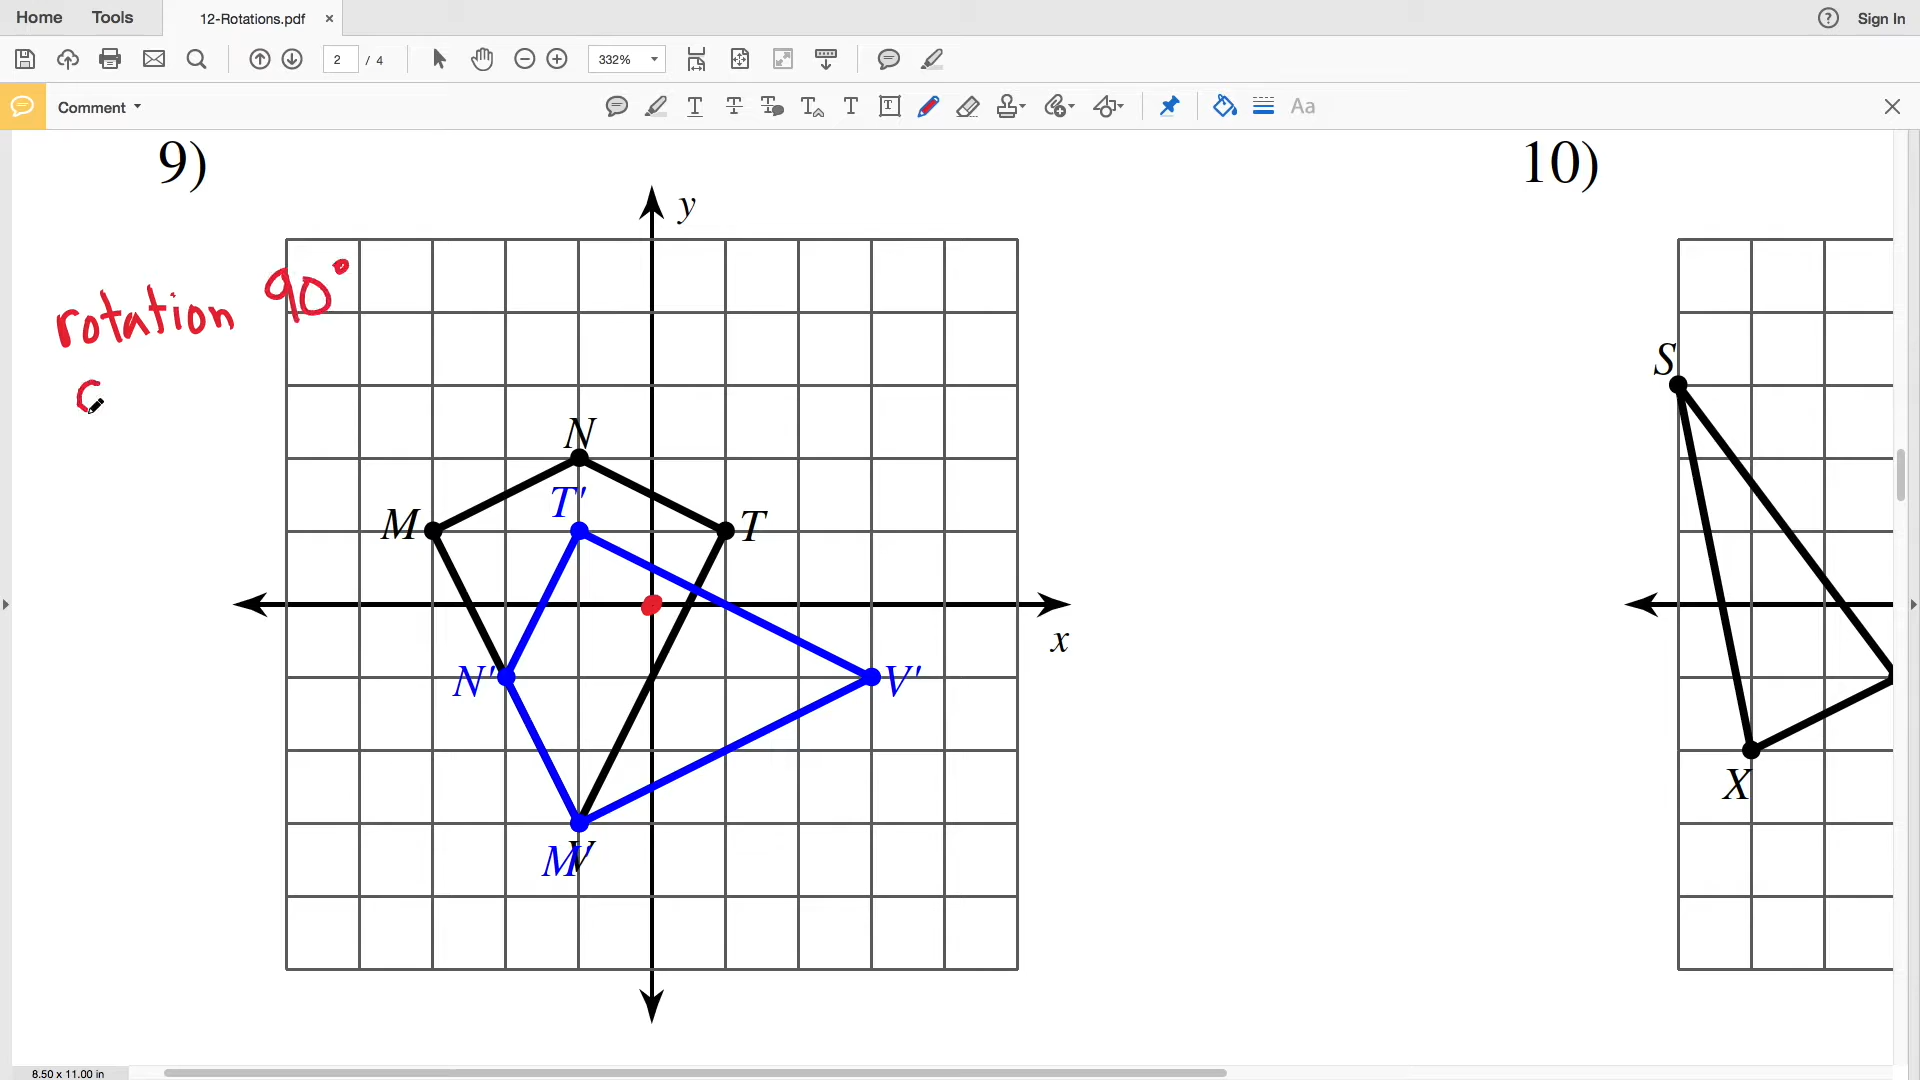 Home Tools 12-Rotations.pdf × ? Sign In
2 / 4 332%
Comment T T T T T T Aa
9) 10)
y
rotation 90°
S
N
T'
M T
x
N' V'
X
M' V
8.50 x 11.00 in